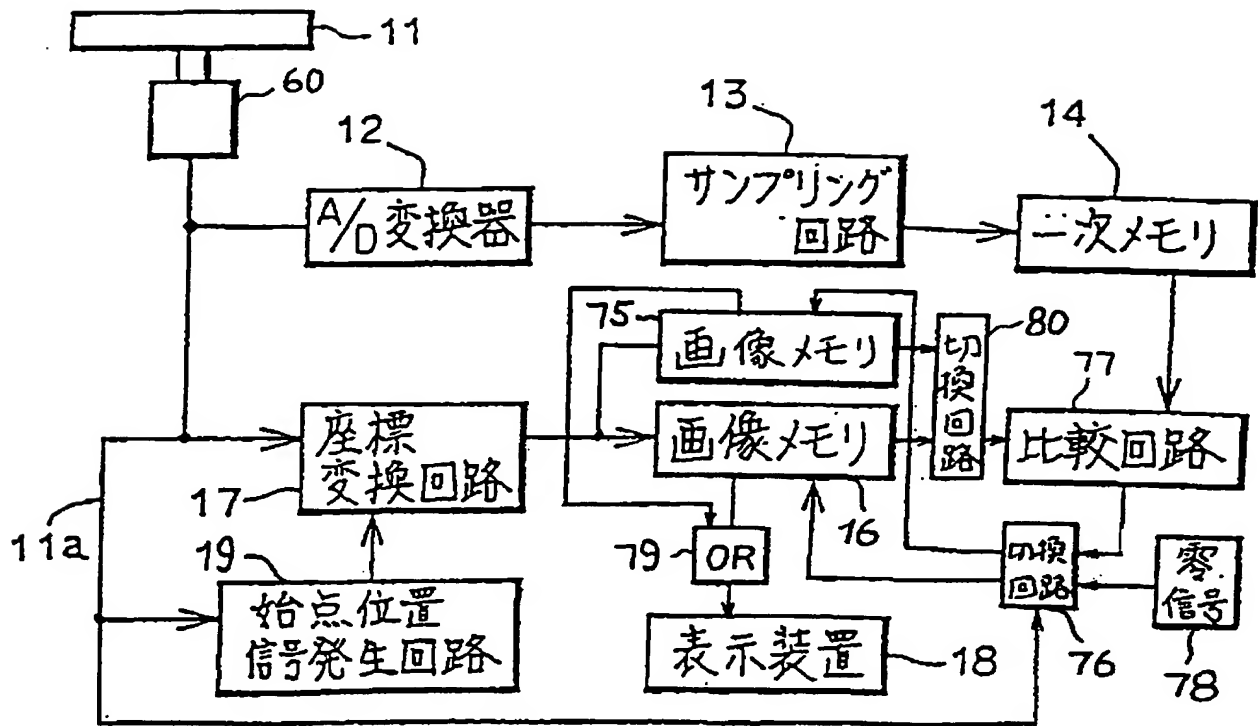 11
60
12
A/D変換器
13
サンプリング
回路
14
二次メモリ
75
画像メモリ
80
切
換
回
路
77
比較回路
座標
変換回路
17
画像メモリ
16
11a
19
始点位置
信号発生回路
79
OR
表示装置
18
切換
回路
76
零
信号
78